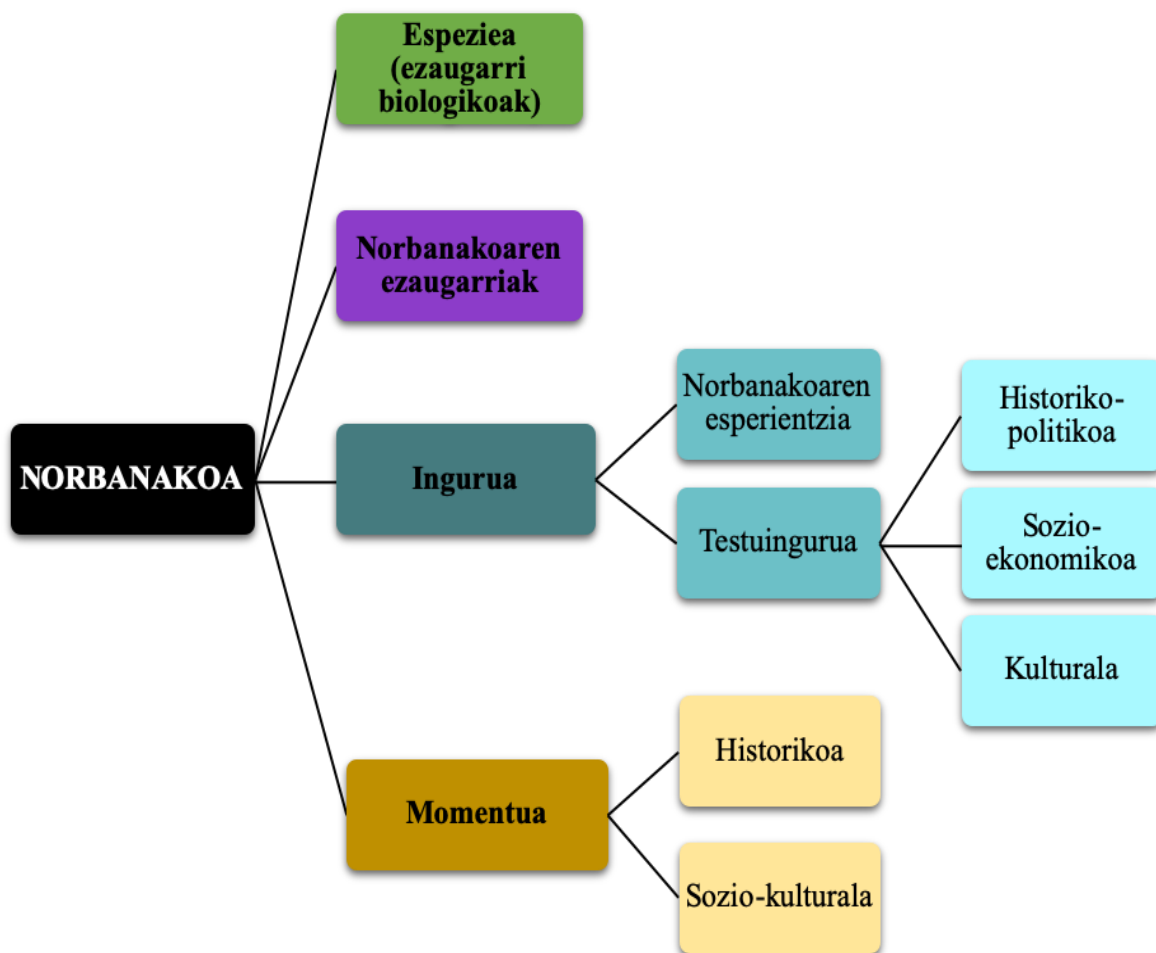 Espeziea
(ezaugarri
biologikoak)
Norbanakoaren
ezaugarriak
NORBANAKOA
Ingurua
Norbanakoaren
esperientzia
Testuingurua
Historiko-
politikoa
Sozio-
ekonomikoa
Kulturala
Momentua
Historikoa
Sozio-kulturala